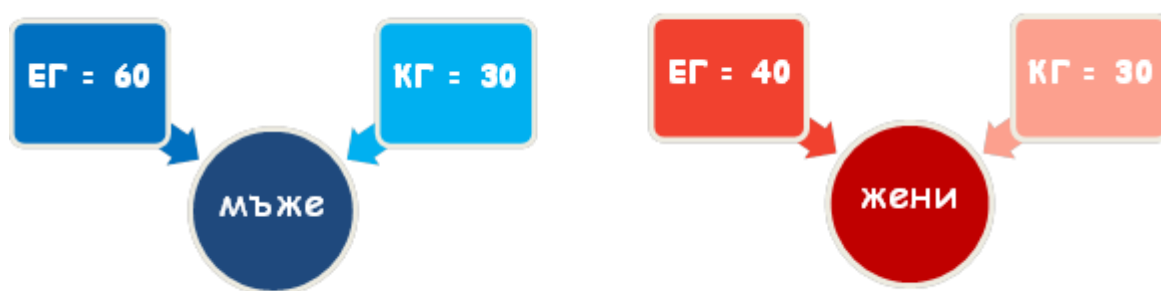 ЕГ = 60
КГ = 30
мъже
ЕГ = 40
КГ = 30
жени